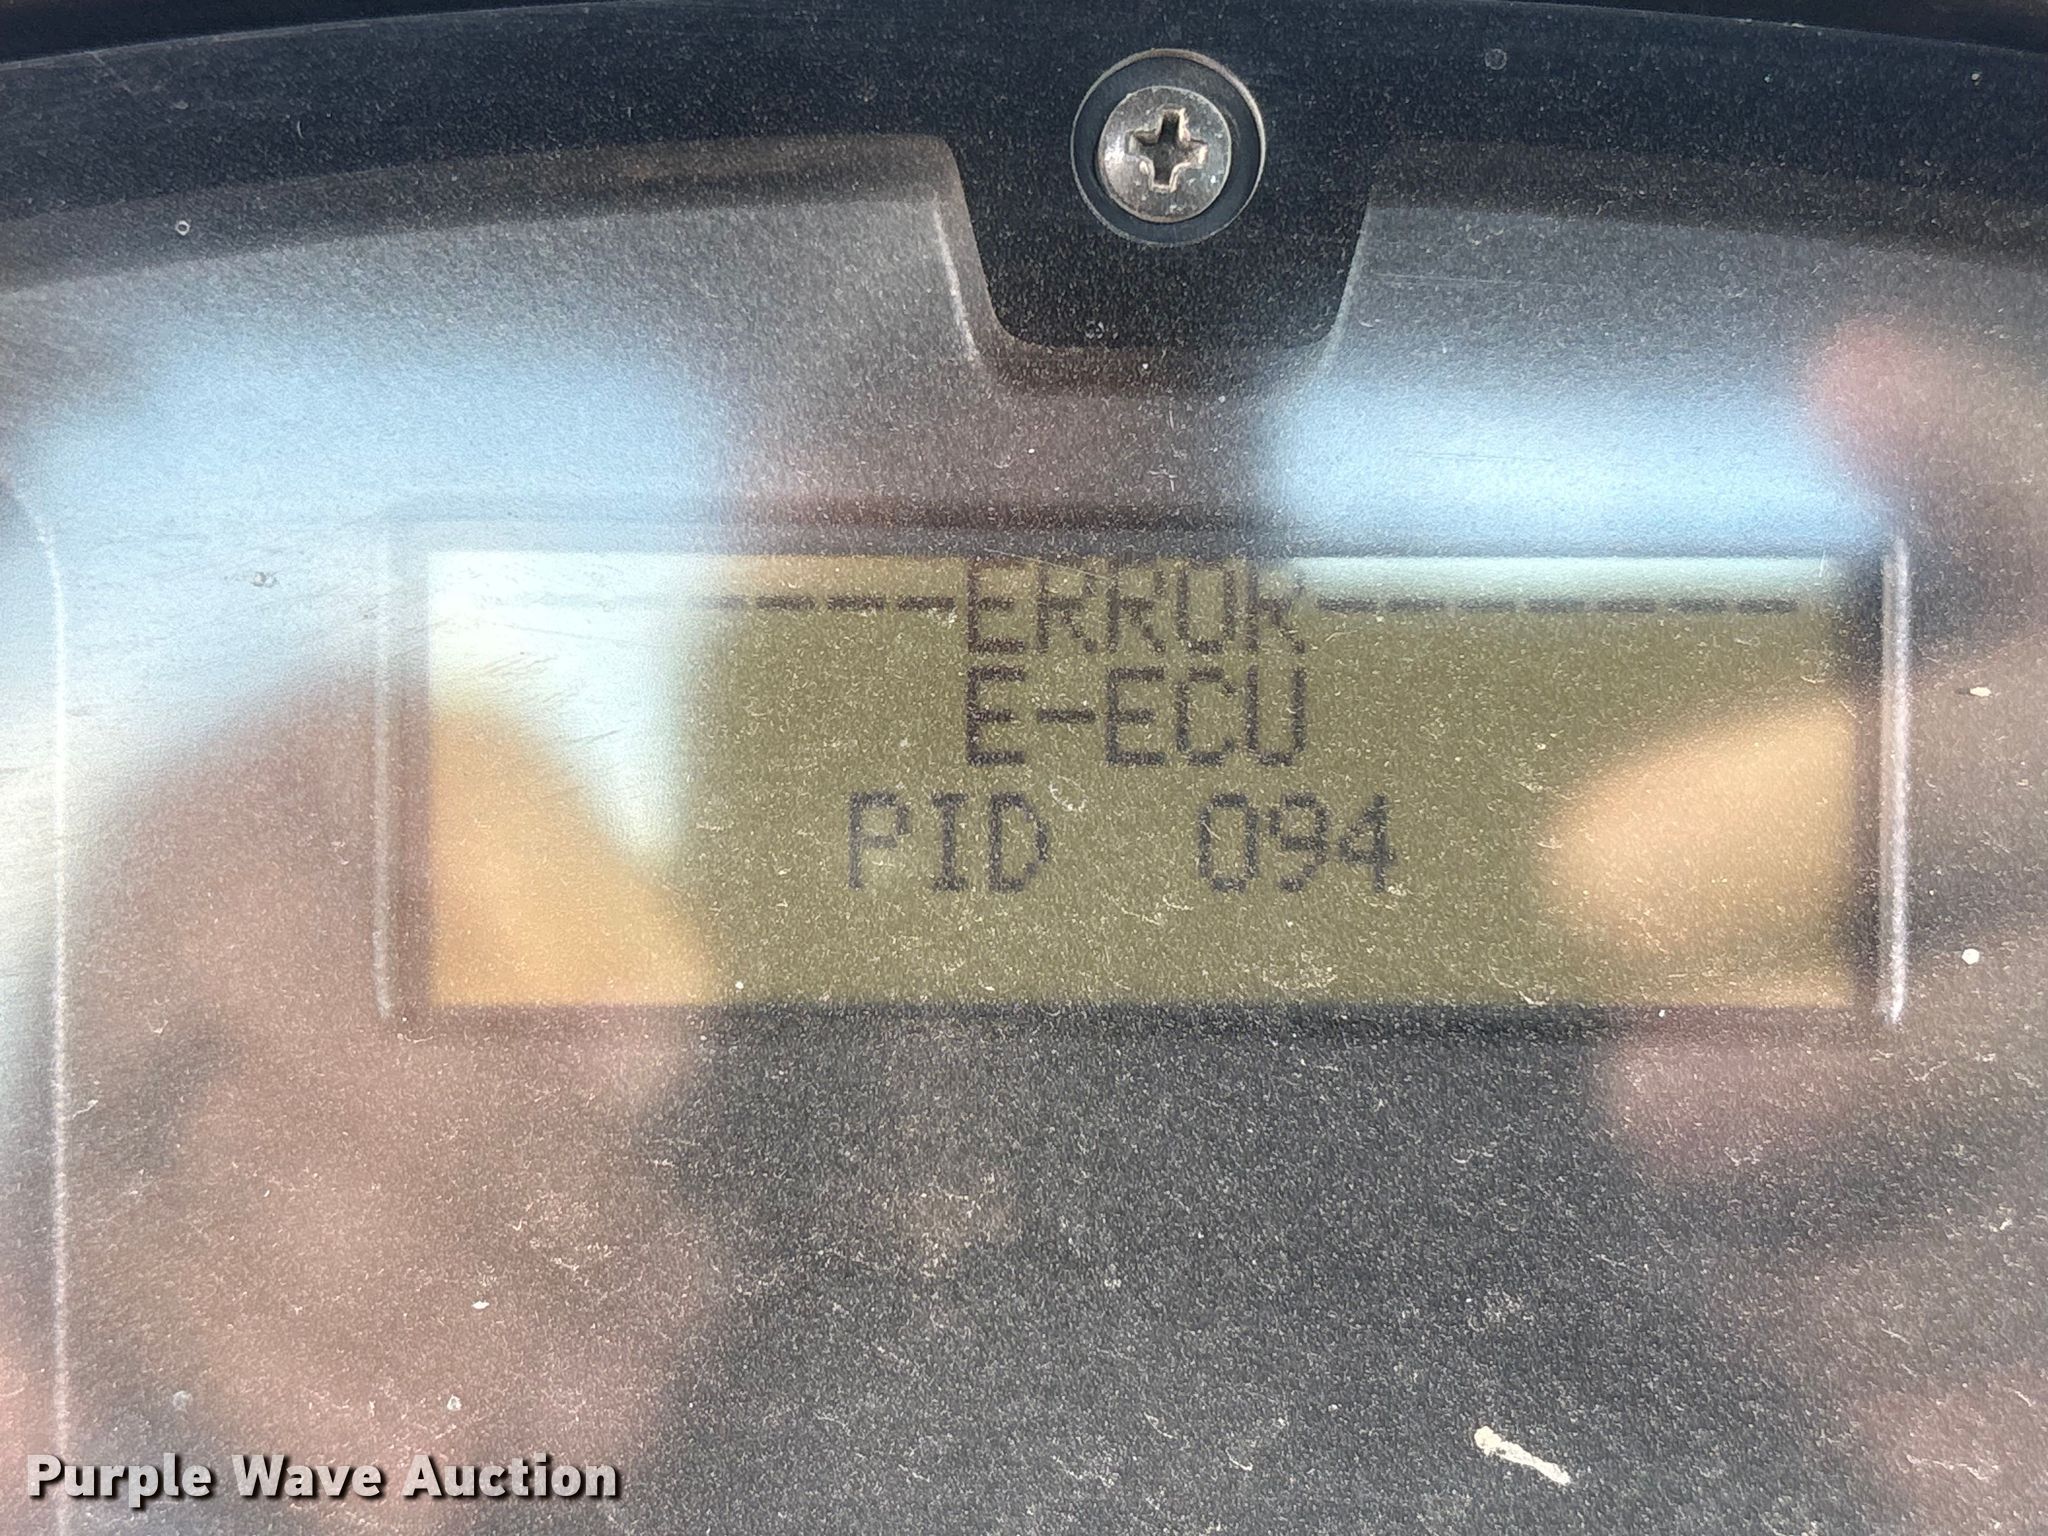 ---ERROR-------
E-ECU
PID 094
Purple Wave Auction